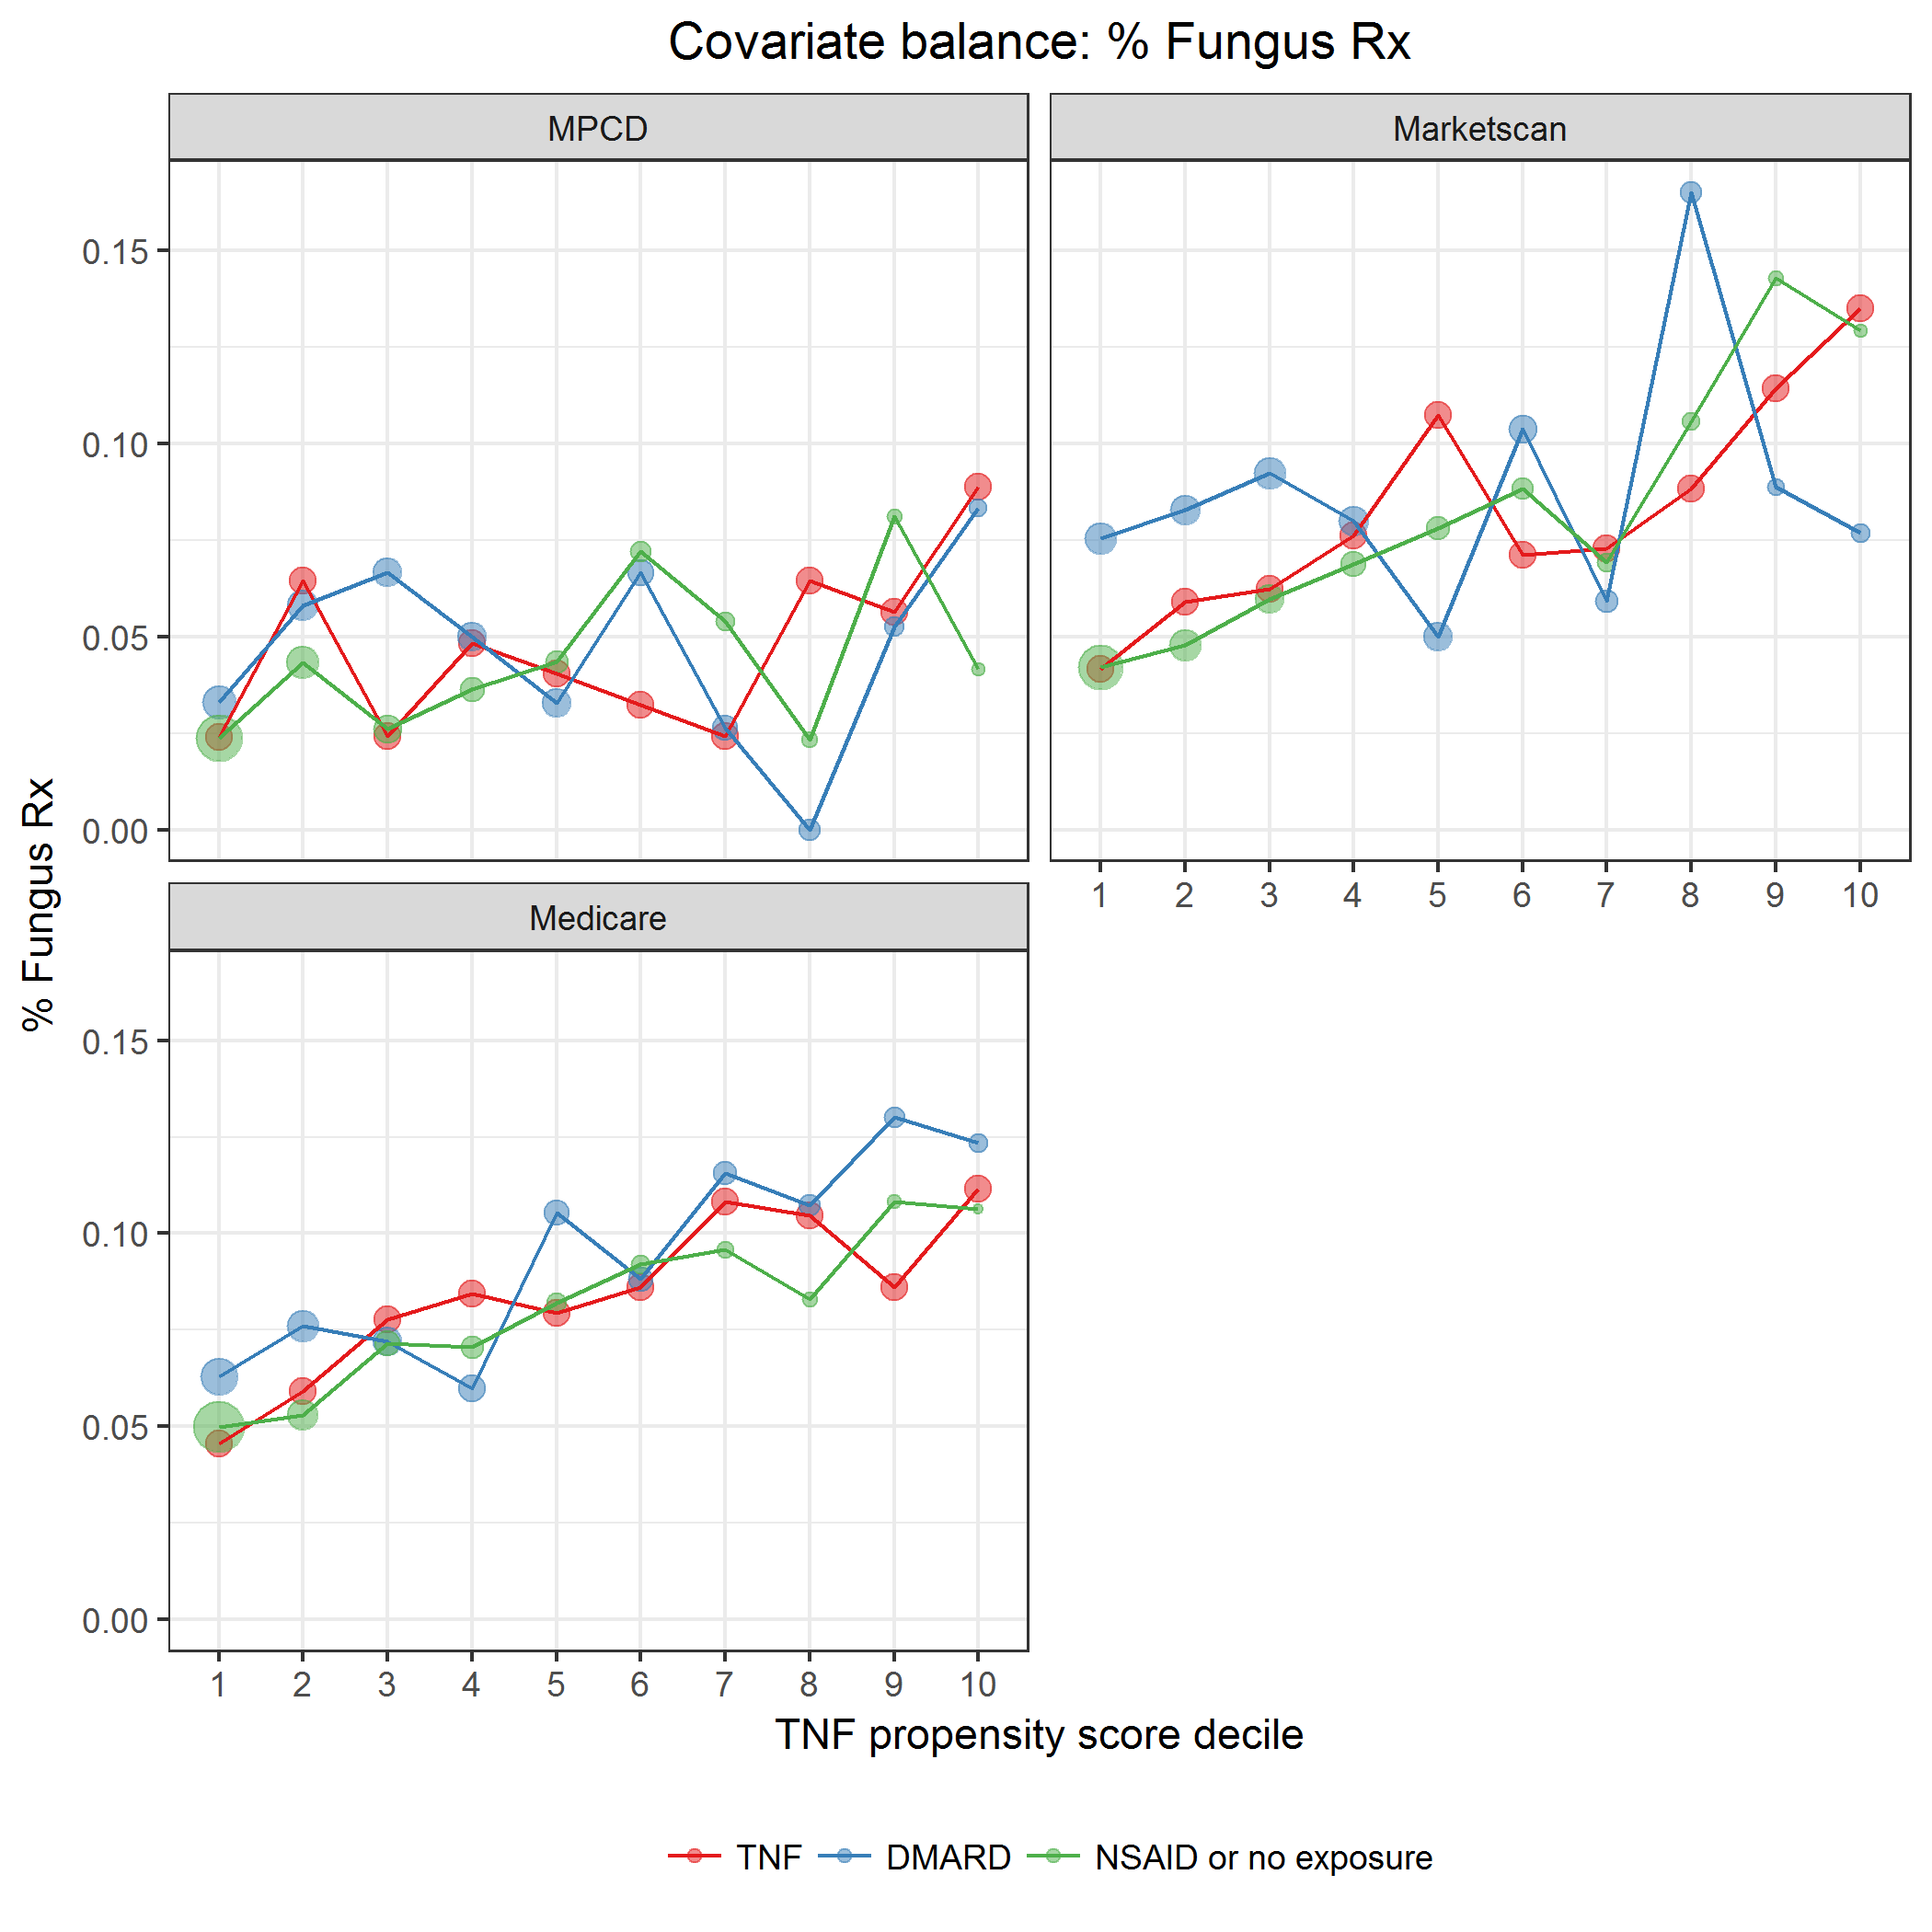 Covariate balance: % Fungus Rx
MPCD
Marketscan
0.15
0.10
0.05
0.00
1 2 3 4 5 6 7 8 9 10
Medicare
0.15
0.10
0.05
0.00
1 2 3 4 5 6 7 8 9 10
% Fungus Rx
TNF propensity score decile
TNF DMARD NSAID or no exposure